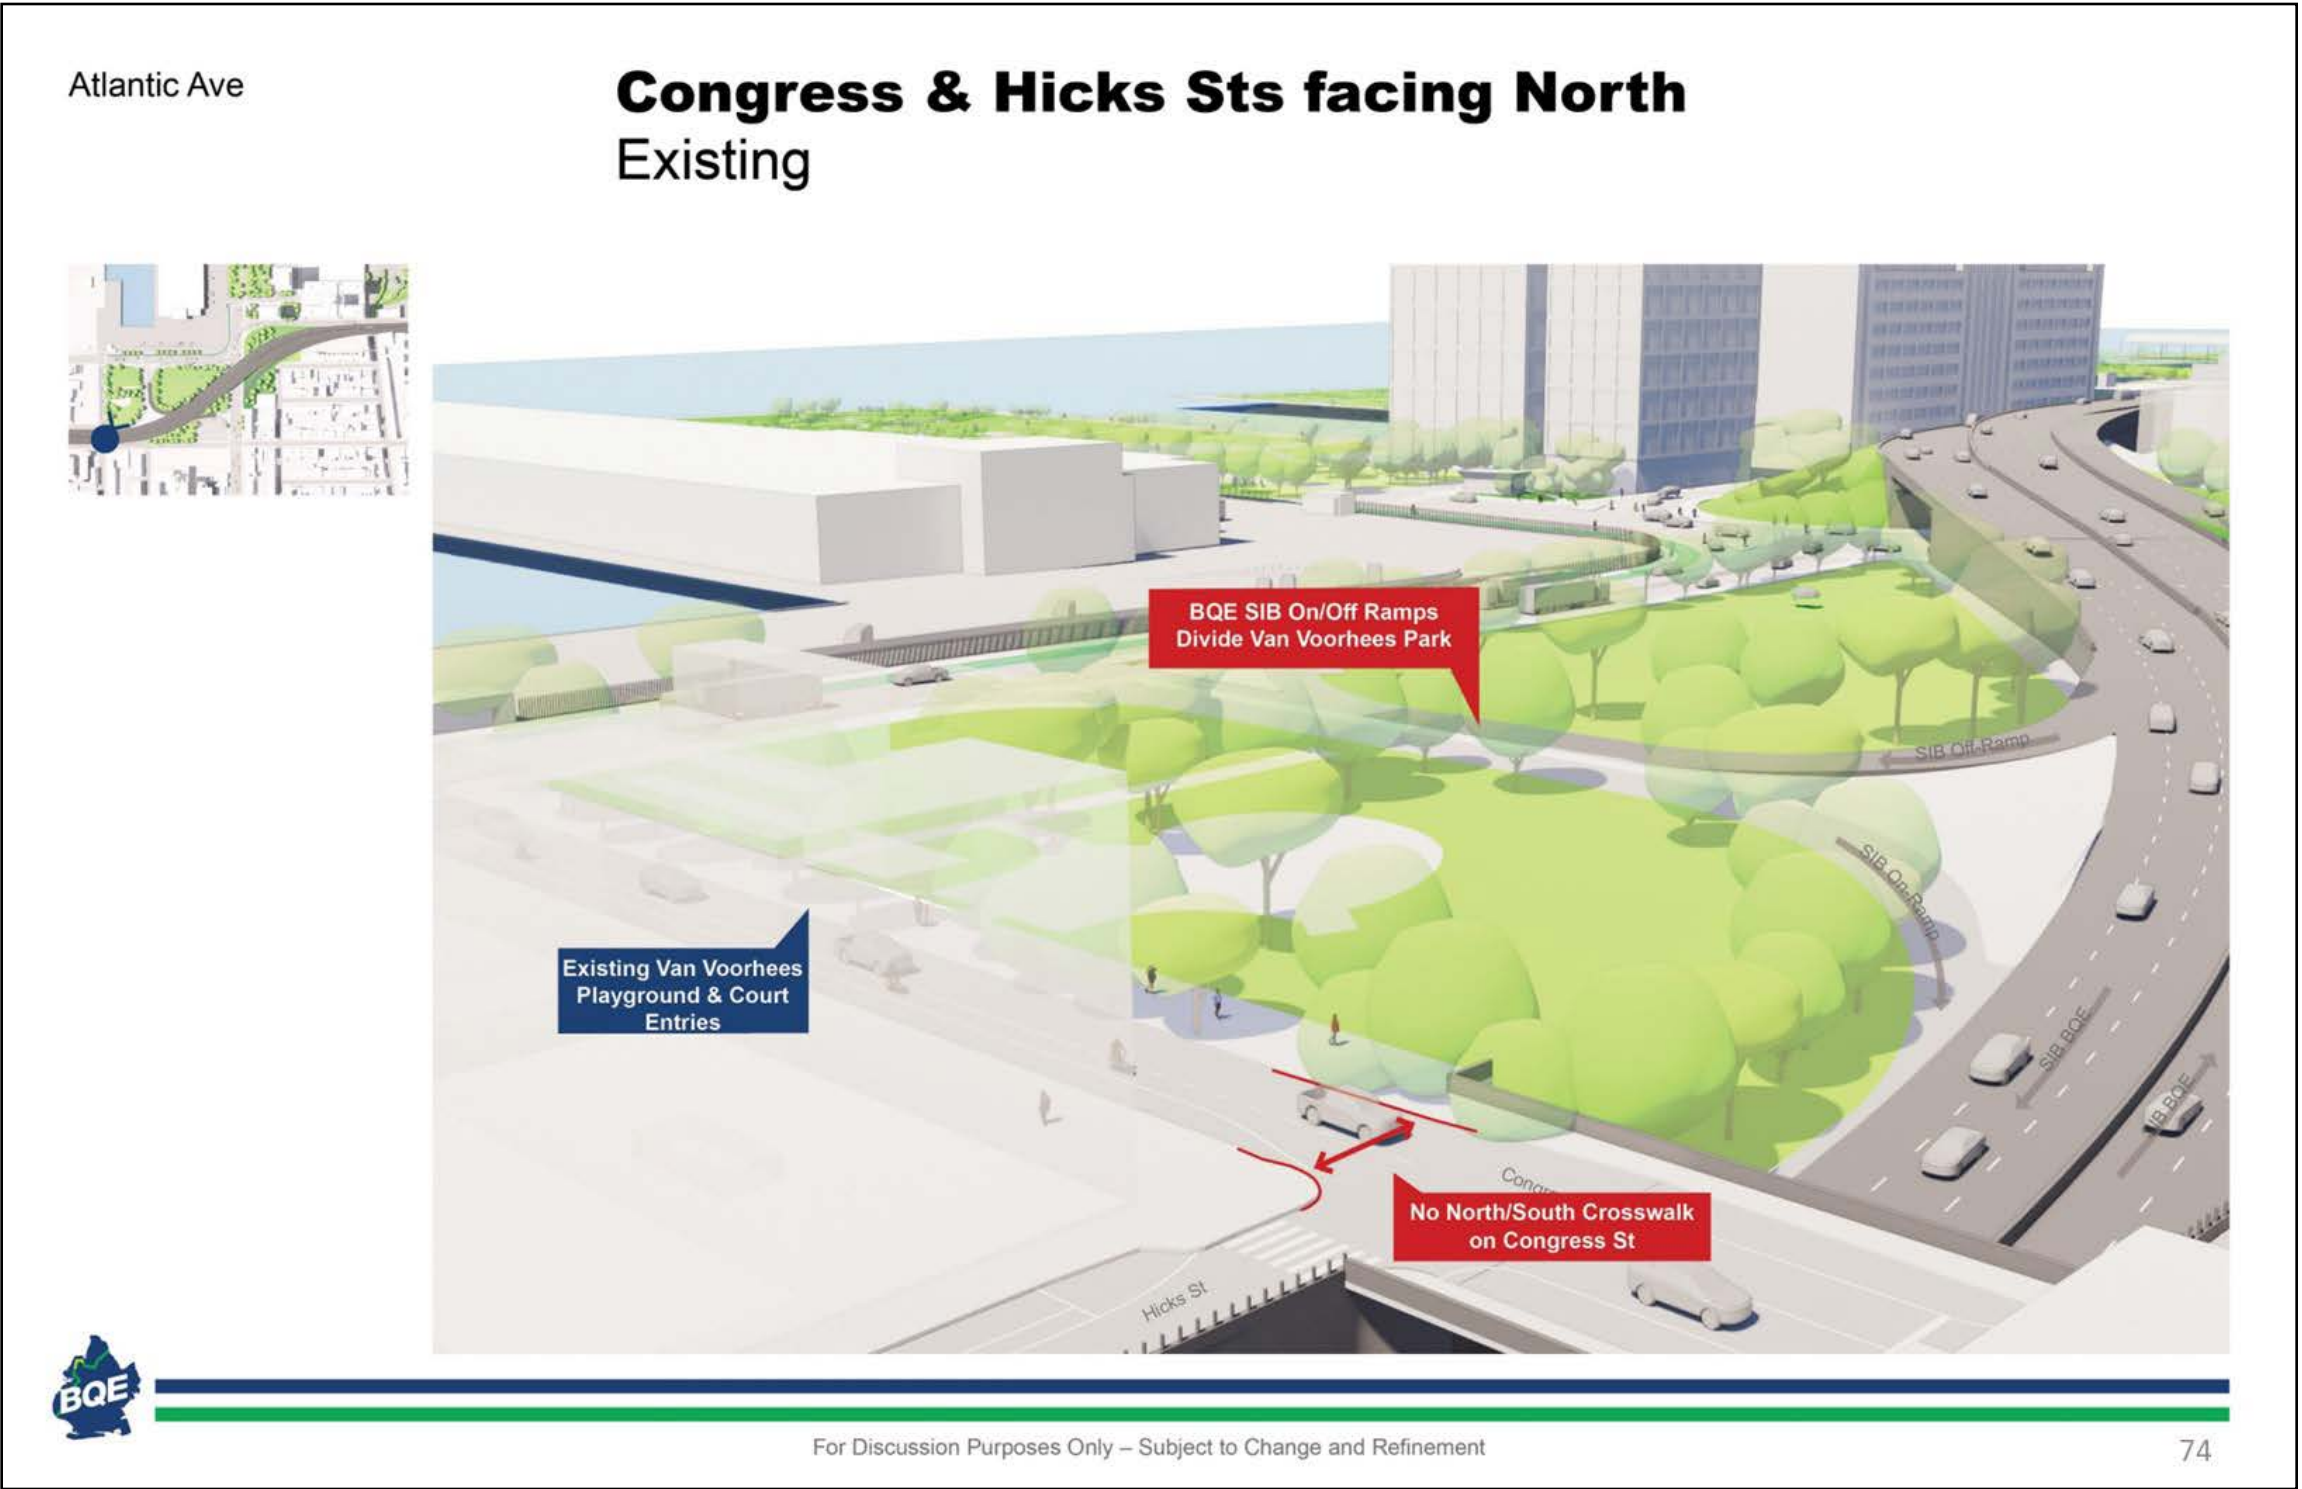 Atlantic Ave
Congress & Hicks Sts facing North
Existing
BQE SIB On/Off Ramps
Divide Van Voorhees Park
SIB Off-Ramp
SIB On-Ramp
Existing Van Voorhees
Playground & Court
Entries
SIB BQE
IB BQE
No North/South Crosswalk
on Congress St
Hicks St
BQE
For Discussion Purposes Only – Subject to Change and Refinement
74